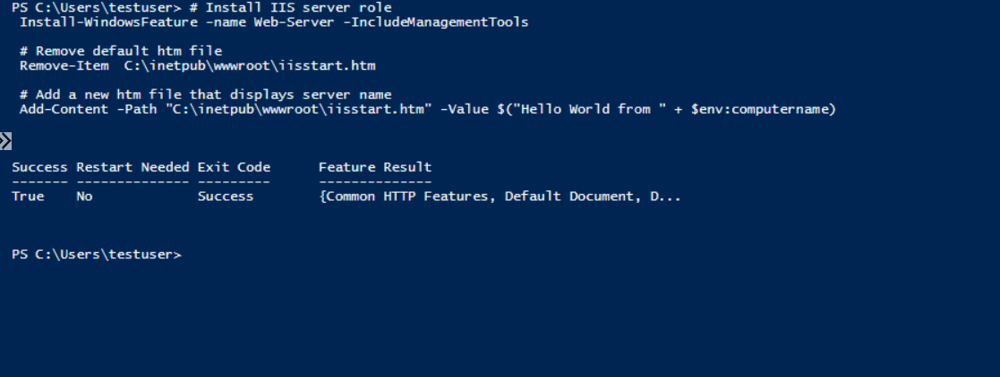 PS C:\Users\testuser> # Install IIS server role
Install-WindowsFeature -name Web-Server -IncludeManagementTools
# Remove default htm file
Remove-Item  C:\inetpub\wwwroot\iisstart.htm
# Add a new htm file that displays server name
Add-Content -Path "C:\inetpub\wwwroot\iisstart.htm" -Value $("Hello World from " + $env:computername)
Success Restart Needed Exit Code      Feature Result
------- -------------- ---------      --------------
True    No             Success        {Common HTTP Features, Default Document, D...
PS C:\Users\testuser>